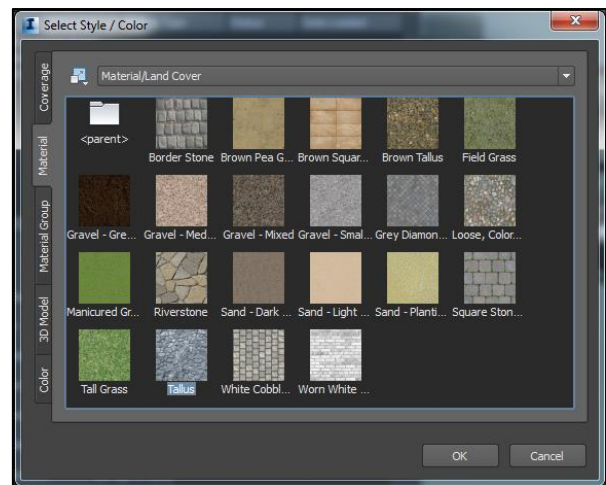 Select Style / Color
Coverage
Material
Material Group
3D Model
Color
Material/Land Cover
<parent>
Border Stone
Brown Pea G...
Brown Squar...
Brown Tallus
Field Grass
Gravel - Gre...
Gravel - Med...
Gravel - Mixed
Gravel - Smal...
Grey Diamon...
Loose, Color...
Manicured Gr...
Riverstone
Sand - Dark ...
Sand - Light ...
Sand - Planti...
Square Ston...
Tall Grass
Tallus
White Cobbl...
Worn White ...
OK
Cancel